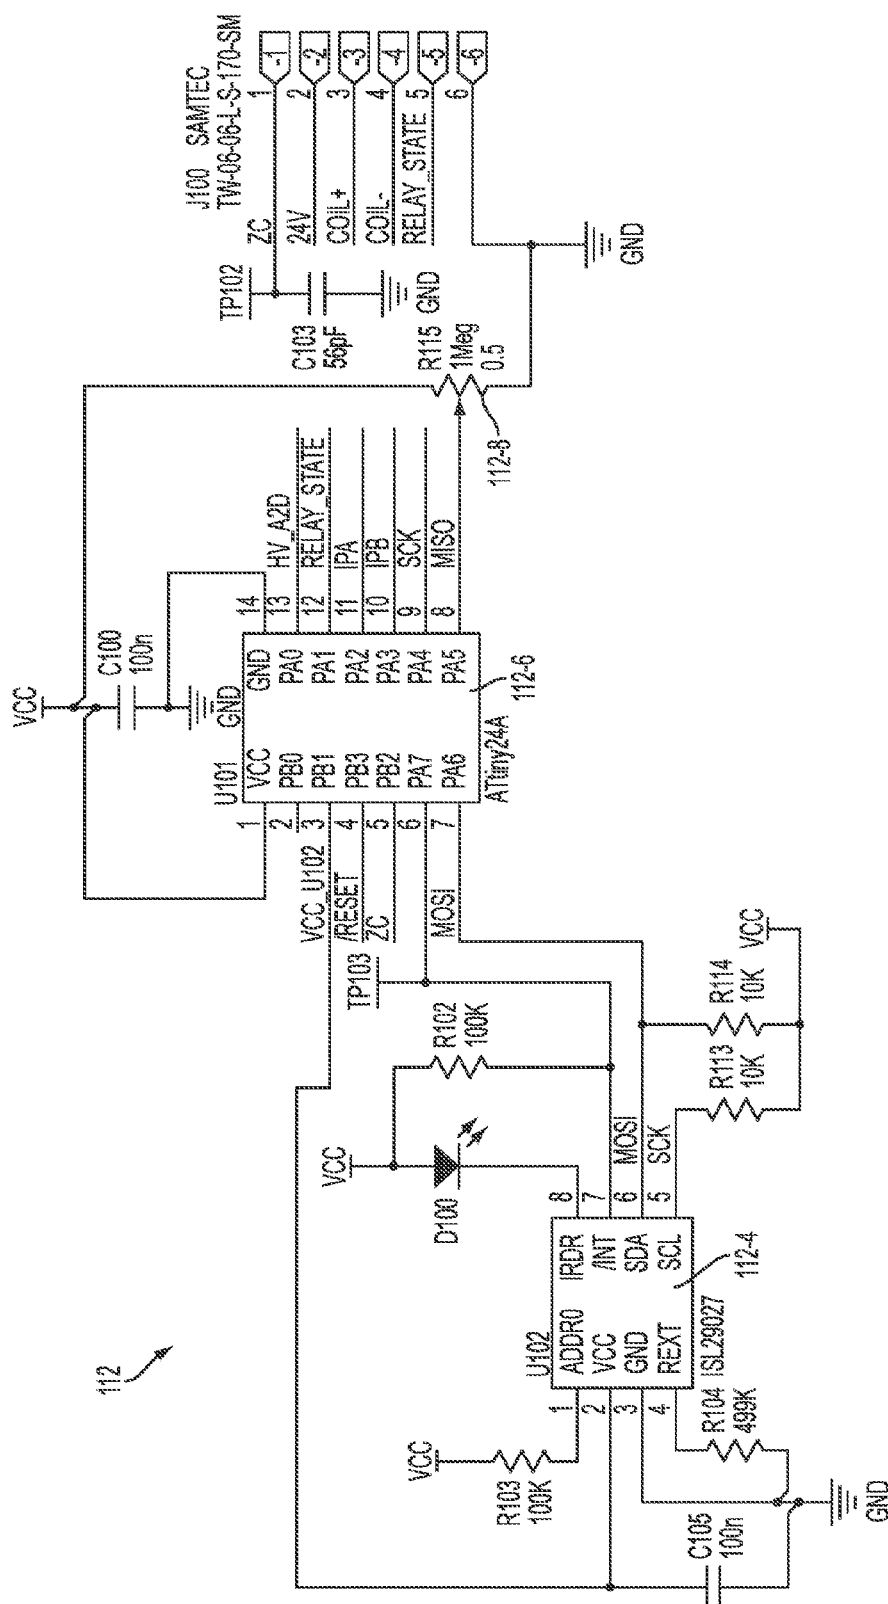 112
J100 SAMTEC
TW-06-06-L-S-170-SM
ZC 1 -1
24V 2 -2
COIL+ 3 -3
COIL- 4 -4
RELAY_STATE 5 -5
6 -6
GND
TP102
C103
56pF
GND
R115
1Meg
0.5
112-8
VCC
C100
100n
GND
U101
1 VCC GND 14
2 PB0 PA0 13 HV_A2D
VCC_U102 3 PB1 PA1 12 RELAY_STATE
/RESET 4 PB3 PA2 11 IPA
ZC 5 PB2 PA3 10 IPB
6 PA7 PA4 9 SCK
MOSI 7 PA6 PA5 8 MISO
ATtiny24A
112-6
TP103
VCC
D100
R102
100K
VCC
R103
100K
U102
1 ADDR0 IRDR 8
2 VCC /INT 7
3 GND SDA 6 MOSI
4 REXT SCL 5 SCK
ISL29027
112-4
R104
499K
C105
100n
GND
R113
10K
R114
10K
VCC